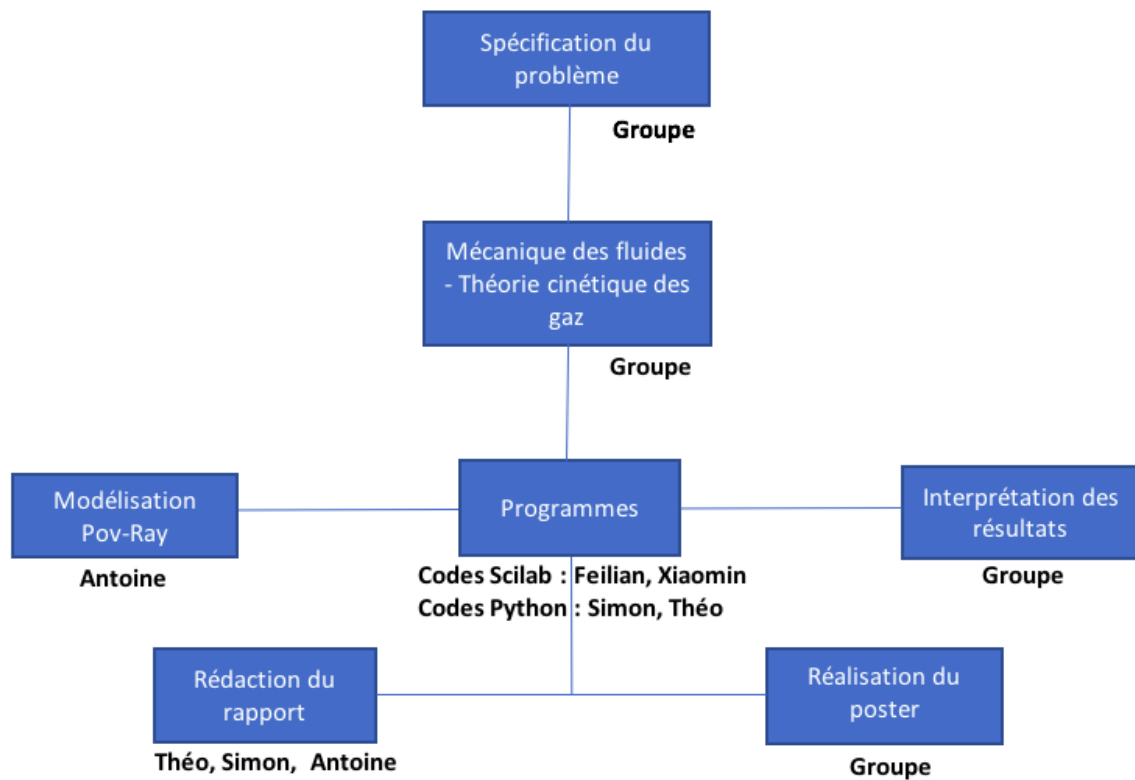 Spécification du
problème
Groupe
Mécanique des fluides
- Théorie cinétique des
gaz
Groupe
Modélisation
Pov-Ray
Antoine
Programmes
Codes Scilab : Feilian, Xiaomin
Codes Python : Simon, Théo
Interprétation des
résultats
Groupe
Rédaction du
rapport
Théo, Simon, Antoine
Réalisation du
poster
Groupe